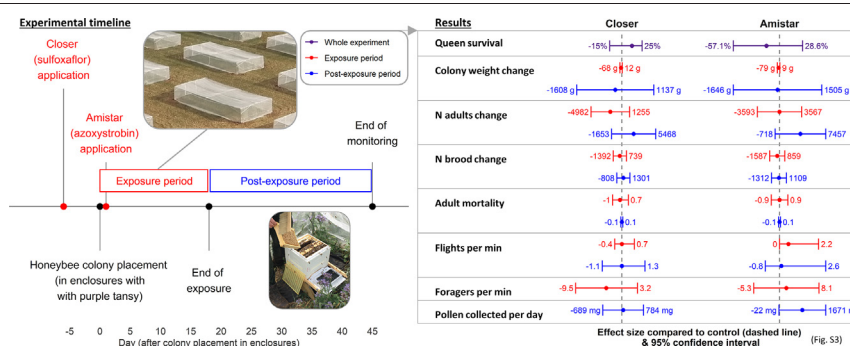 Experimental timeline
Closer
(sulfoxaflor)
application
Amistar
(azoxystrobin)
application
Whole experiment
Exposure period
Post-exposure period
End of
monitoring
Exposure period
Post-exposure period
Honeybee colony placement
(in enclosures with
with purple tansy)
End of
exposure
-5 0 5 10 15 20 25 30 35 40 45
Day (after colony placement in enclosures)
Results Closer Amistar
Queen survival -15% 25% -57.1% 28.6%
Colony weight change -68 g 12 g -79 g 9 g
-1608 g 1137 g -1646 g 1505 g
N adults change -4982 1255 -3593 3567
-1653 5468 -718 7457
N brood change -1392 739 -1587 859
-808 1301 -1312 1109
Adult mortality -1 0.7 -0.9 0.9
-0.1 0.1 -0.1 0.1
Flights per min -0.4 0.7 0 2.2
-1.1 1.3 -0.8 2.6
Foragers per min -9.5 3.2 -5.3 8.1
Pollen collected per day -689 mg 784 mg -22 mg 1671 m
Effect size compared to control (dashed line)
& 95% confidence interval (Fig. S3)